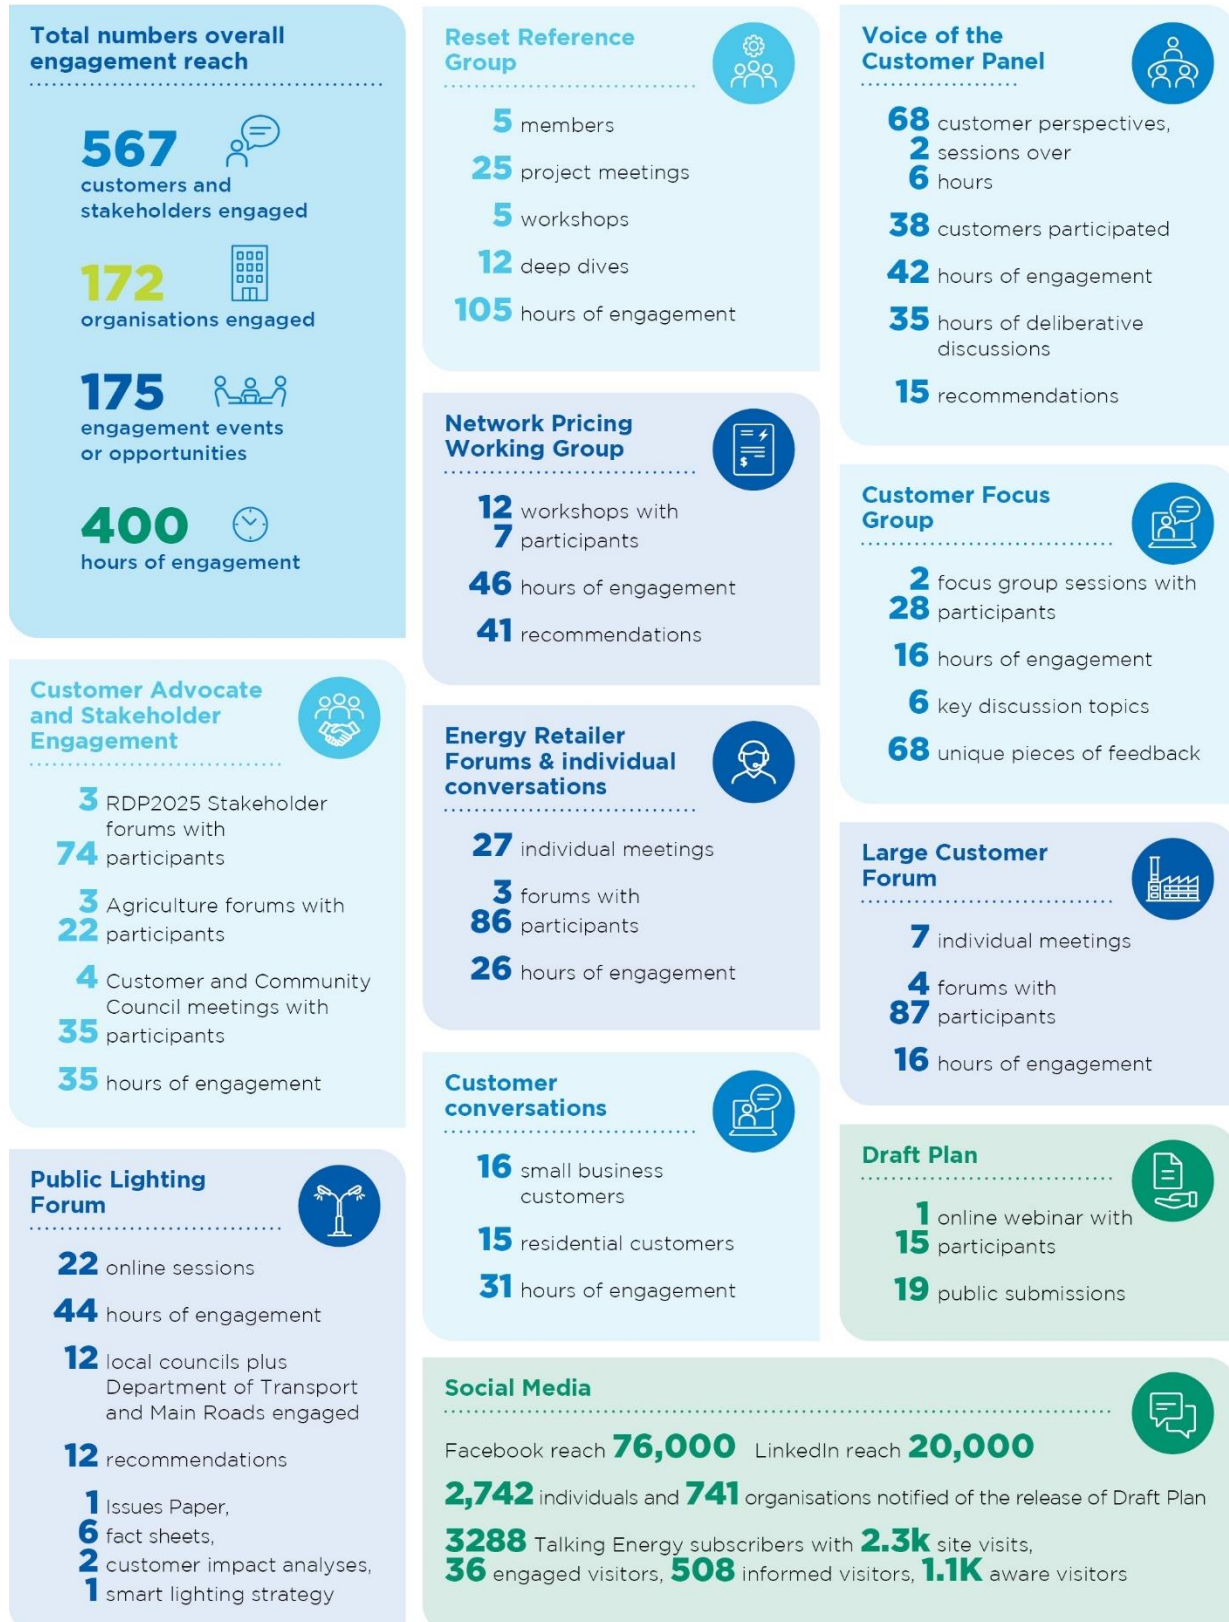 Total numbers overall
engagement reach
567
customers and
stakeholders engaged
172
organisations engaged
175
engagement events
or opportunities
400
hours of engagement
Customer Advocate
and Stakeholder
Engagement
3 RDP2025 Stakeholder
forums with
74 participants
3 Agriculture forums with
22 participants
4 Customer and Community
Council meetings with
35 participants
35 hours of engagement
Public Lighting
Forum
22 online sessions
44 hours of engagement
12 local councils plus
Department of Transport
and Main Roads engaged
12 recommendations
1 Issues Paper,
6 fact sheets,
2 customer impact analyses,
1 smart lighting strategy
Reset Reference
Group
5 members
25 project meetings
5 workshops
12 deep dives
105 hours of engagement
Network Pricing
Working Group
12 workshops with
7 participants
46 hours of engagement
41 recommendations
Energy Retailer
Forums & individual
conversations
27 individual meetings
3 forums with
86 participants
26 hours of engagement
Customer
conversations
16 small business
customers
15 residential customers
31 hours of engagement
Voice of the
Customer Panel
68 customer perspectives,
2 sessions over
6 hours
38 customers participated
42 hours of engagement
35 hours of deliberative
discussions
15 recommendations
Customer Focus
Group
2 focus group sessions with
28 participants
16 hours of engagement
6 key discussion topics
68 unique pieces of feedback
Large Customer
Forum
7 individual meetings
4 forums with
87 participants
16 hours of engagement
Draft Plan
1 online webinar with
15 participants
19 public submissions
Social Media
Facebook reach 76,000 LinkedIn reach 20,000
2,742 individuals and 741 organisations notified of the release of Draft Plan
3288 Talking Energy subscribers with 2.3k site visits,
36 engaged visitors, 508 informed visitors, 1.1K aware visitors